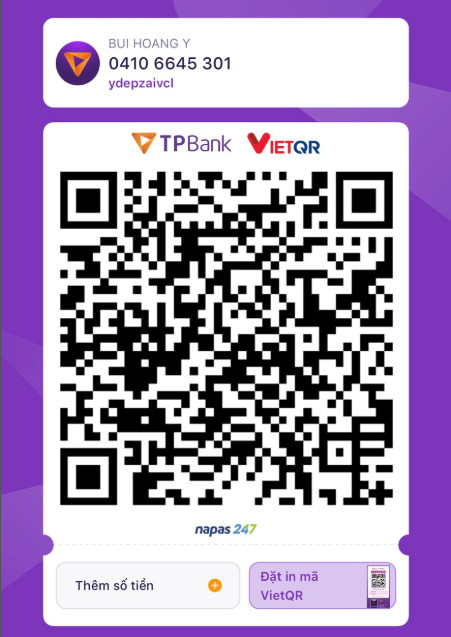 BUI HOANG Y
0410 6645 301
ydepzaivcl
TPBank VIETQR
napas 247
Thêm số tiền
Đặt in mã
VietQR